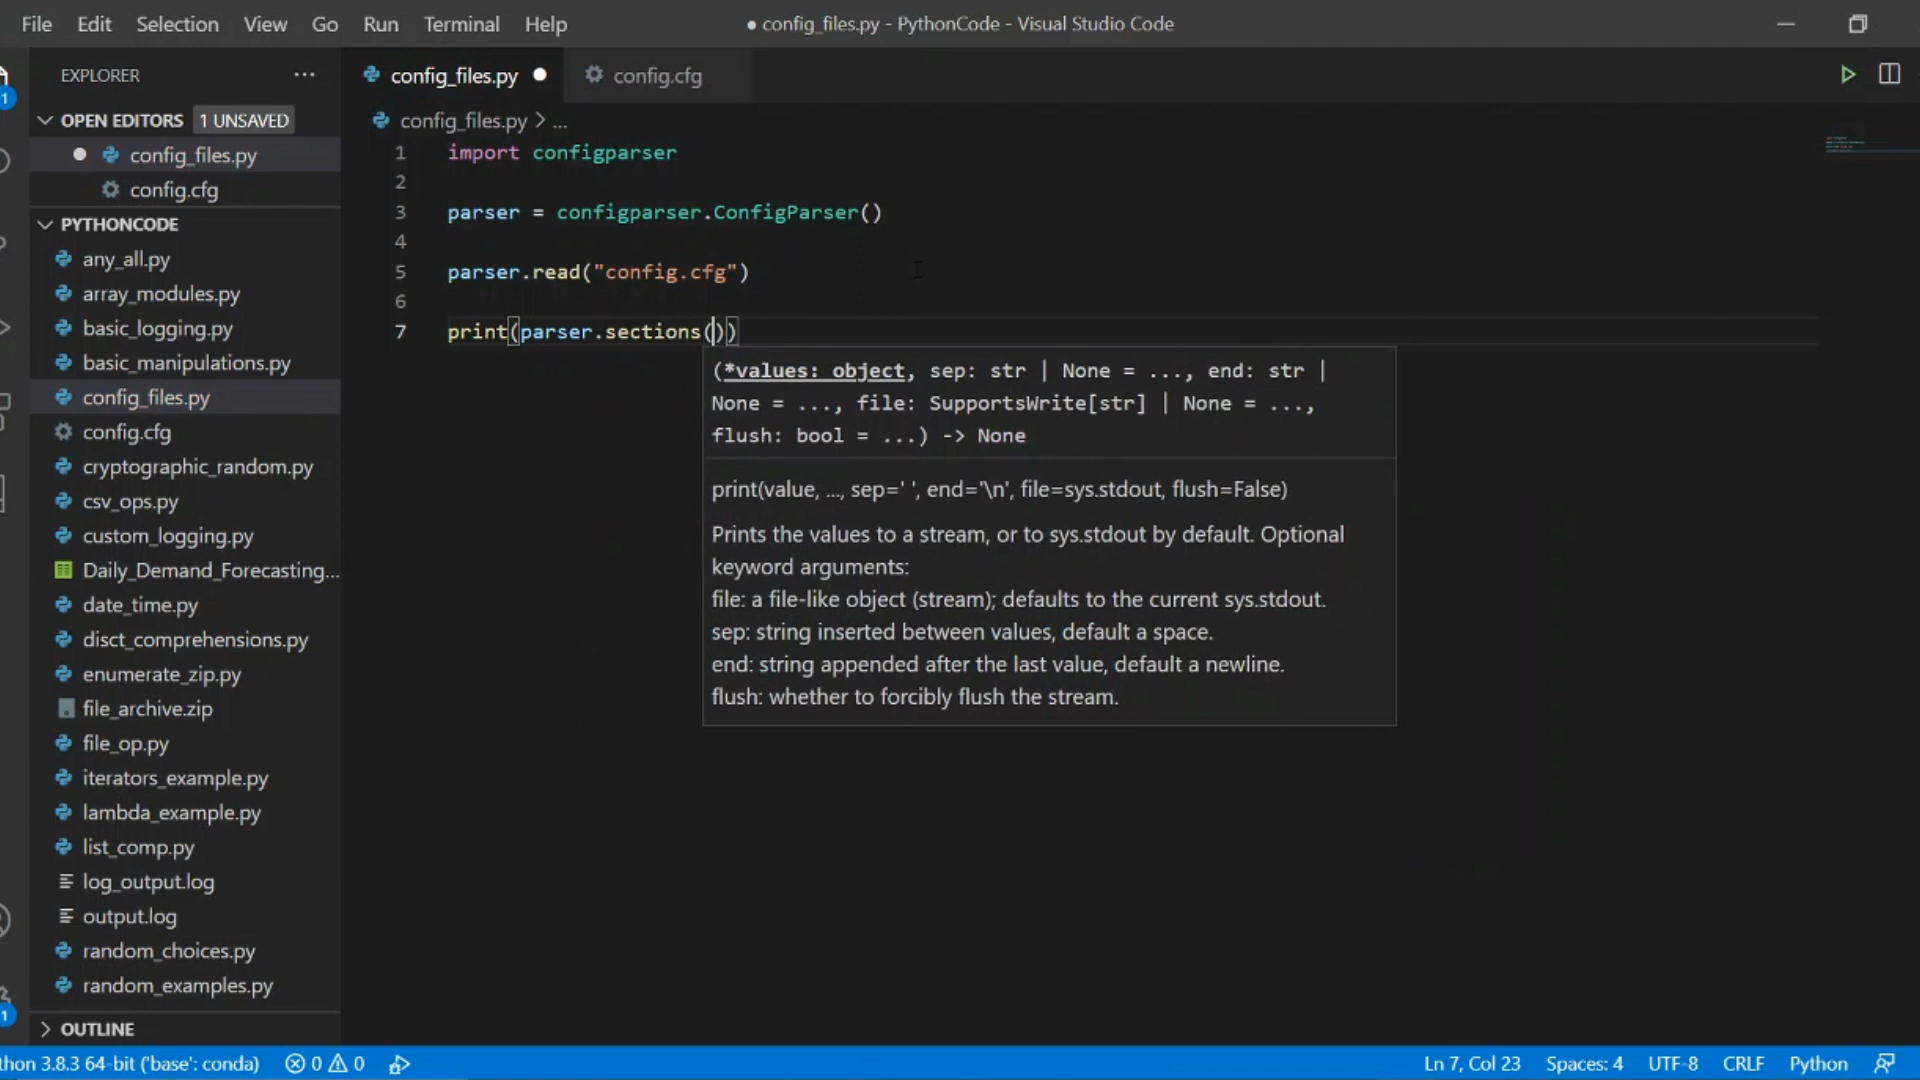 File Edit Selection View Go Run Terminal Help
● config_files.py - PythonCode - Visual Studio Code
EXPLORER ...
config_files.py
config.cfg
OPEN EDITORS 1 UNSAVED
config_files.py
config.cfg
config_files.py > ...
PYTHONCODE
any_all.py
array_modules.py
basic_logging.py
basic_manipulations.py
config_files.py
config.cfg
cryptographic_random.py
csv_ops.py
custom_logging.py
Daily_Demand_Forecasting...
date_time.py
disct_comprehensions.py
enumerate_zip.py
file_archive.zip
file_op.py
iterators_example.py
lambda_example.py
list_comp.py
log_output.log
output.log
random_choices.py
random_examples.py
OUTLINE
1
1
1 import configparser
2
3 parser = configparser.ConfigParser()
4
5 parser.read("config.cfg")
6
7 print(parser.sections())
(*values: object, sep: str | None = ..., end: str |
None = ..., file: SupportsWrite[str] | None = ...,
flush: bool = ...) -> None
print(value, ..., sep=' ', end='\n', file=sys.stdout, flush=False)
Prints the values to a stream, or to sys.stdout by default. Optional
keyword arguments:
file: a file-like object (stream); defaults to the current sys.stdout.
sep: string inserted between values, default a space.
end: string appended after the last value, default a newline.
flush: whether to forcibly flush the stream.
thon 3.8.3 64-bit ('base': conda) 0 0
Ln 7, Col 23 Spaces: 4 UTF-8 CRLF Python